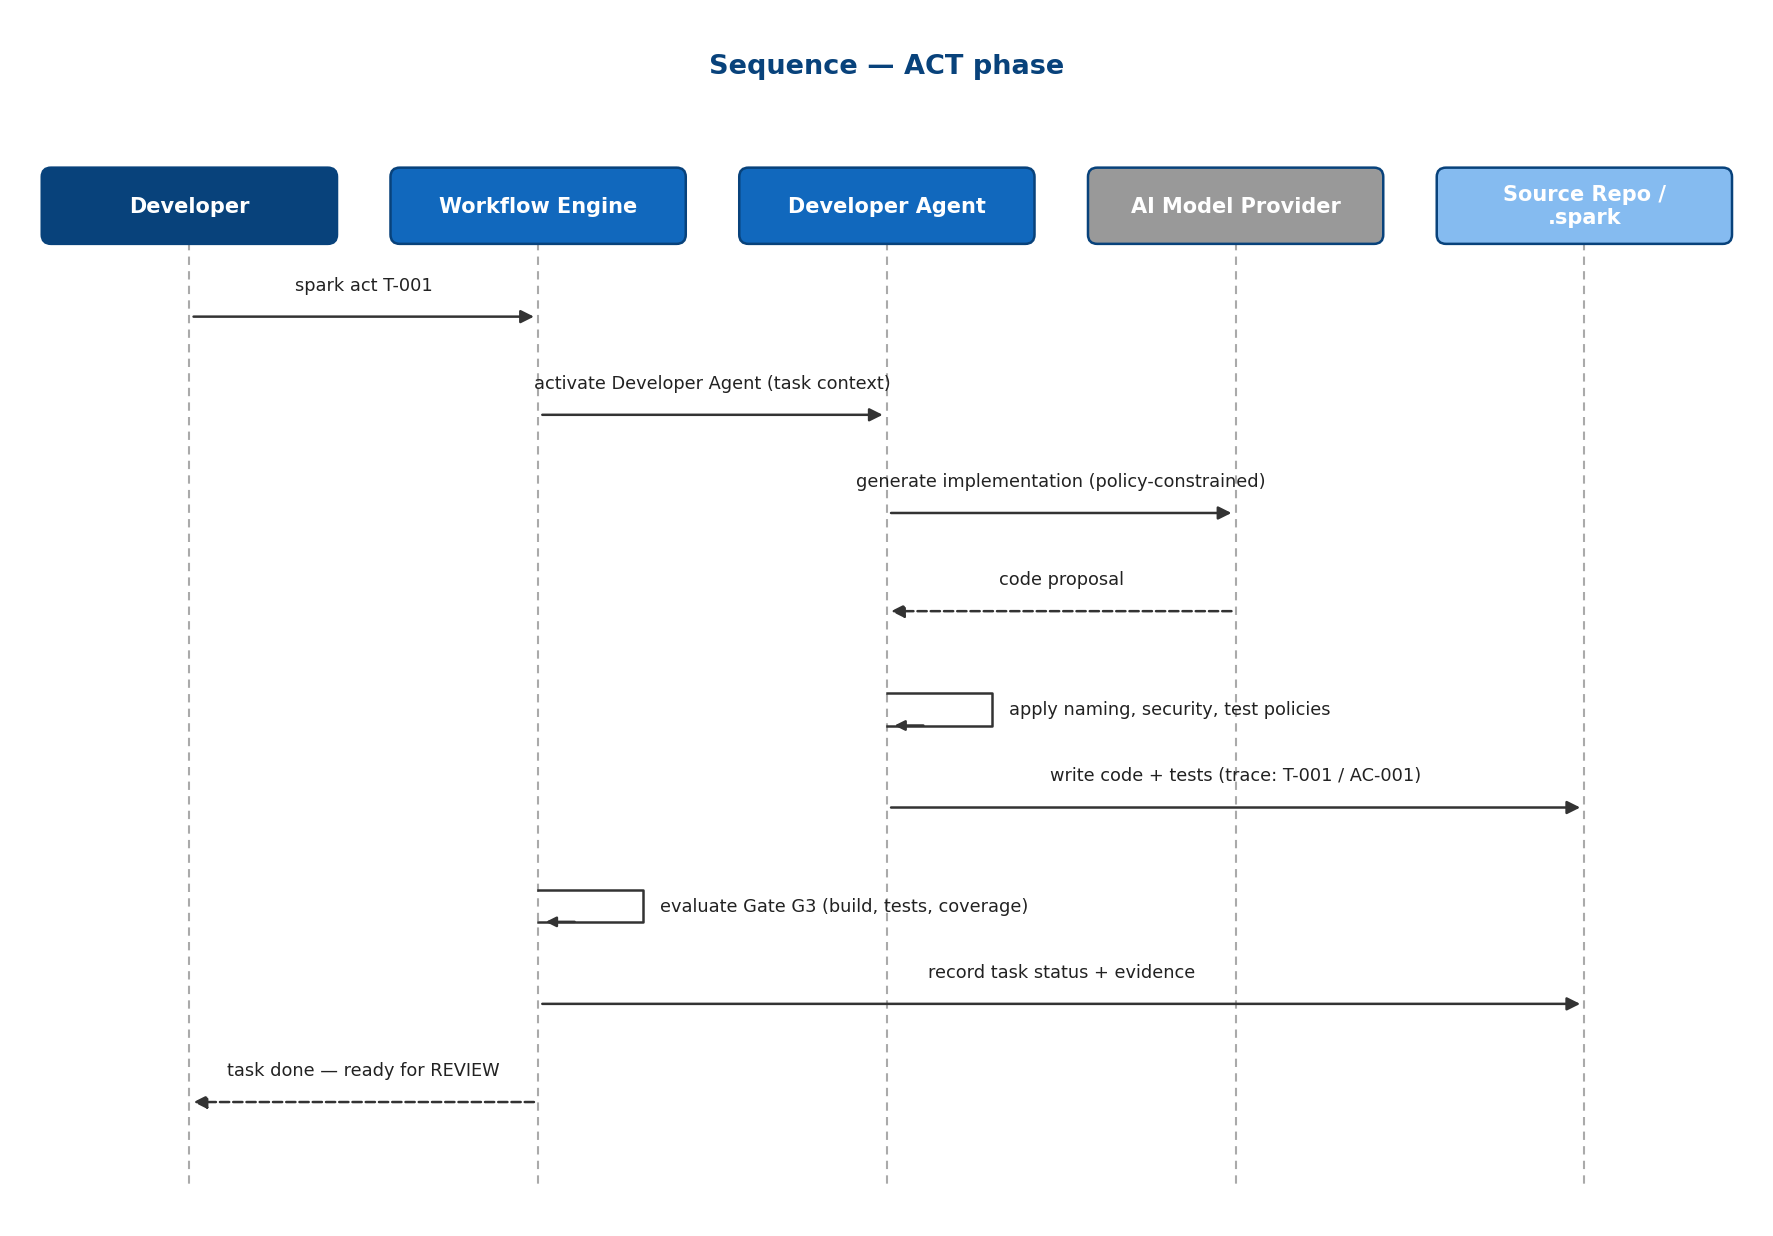 Sequence — ACT phase
Developer
Workflow Engine
Developer Agent
AI Model Provider
Source Repo /
.spark
spark act T-001
activate Developer Agent (task context)
generate implementation (policy-constrained)
code proposal
apply naming, security, test policies
write code + tests (trace: T-001 / AC-001)
evaluate Gate G3 (build, tests, coverage)
record task status + evidence
task done — ready for REVIEW